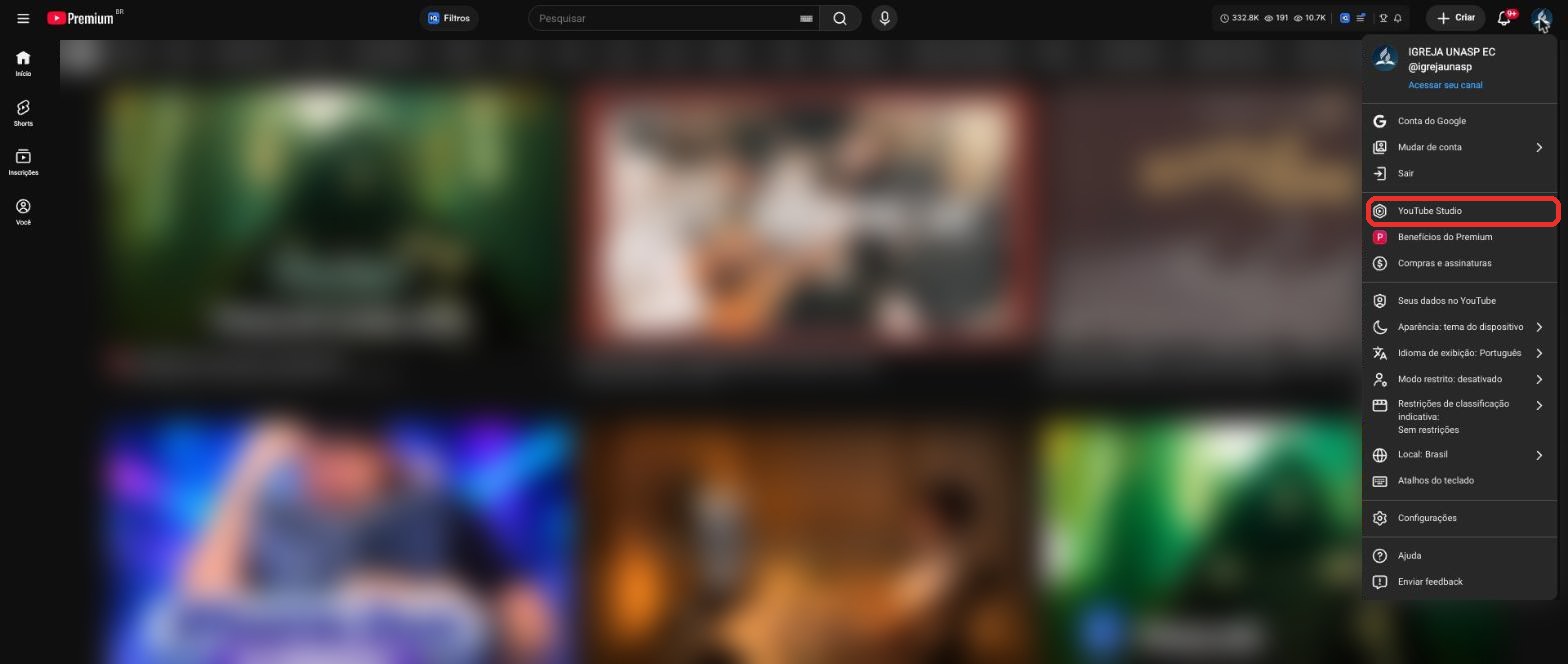 Premium BR
Filtros
Pesquisar
332.8K 191 10.7K
Criar
9+
Início
Shorts
Inscrições
Você
IGREJA UNASP EC
@igrejaunasp
Acessar seu canal
Conta do Google
Mudar de conta
Sair
YouTube Studio
P Benefícios do Premium
Compras e assinaturas
Seus dados no YouTube
Aparência: tema do dispositivo
Idioma de exibição: Português
Modo restrito: desativado
Restrições de classificação
indicativa:
Sem restrições
Local: Brasil
Atalhos do teclado
Configurações
Ajuda
Enviar feedback